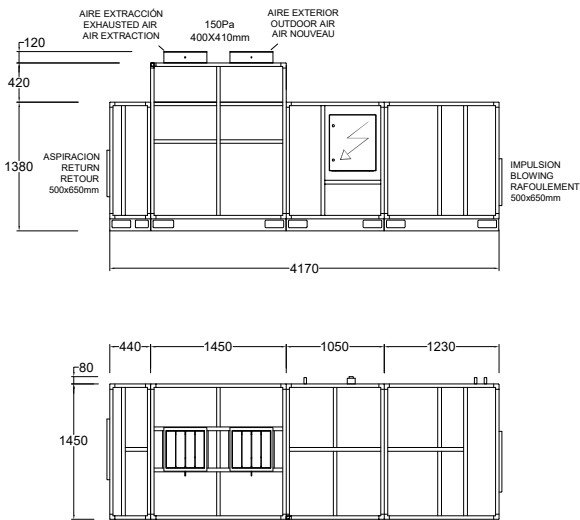 AIRE EXTRACCIÓN
EXHAUSTED AIR
AIR EXTRACTION
150Pa
400X410mm
AIRE EXTERIOR
OUTDOOR AIR
AIR NOUVEAU
120
420
1380
ASPIRACION
RETURN
RETOUR
500x650mm
IMPULSION
BLOWING
RAFOULEMENT
500x650mm
4170
440
1450
1050
1230
80
1450